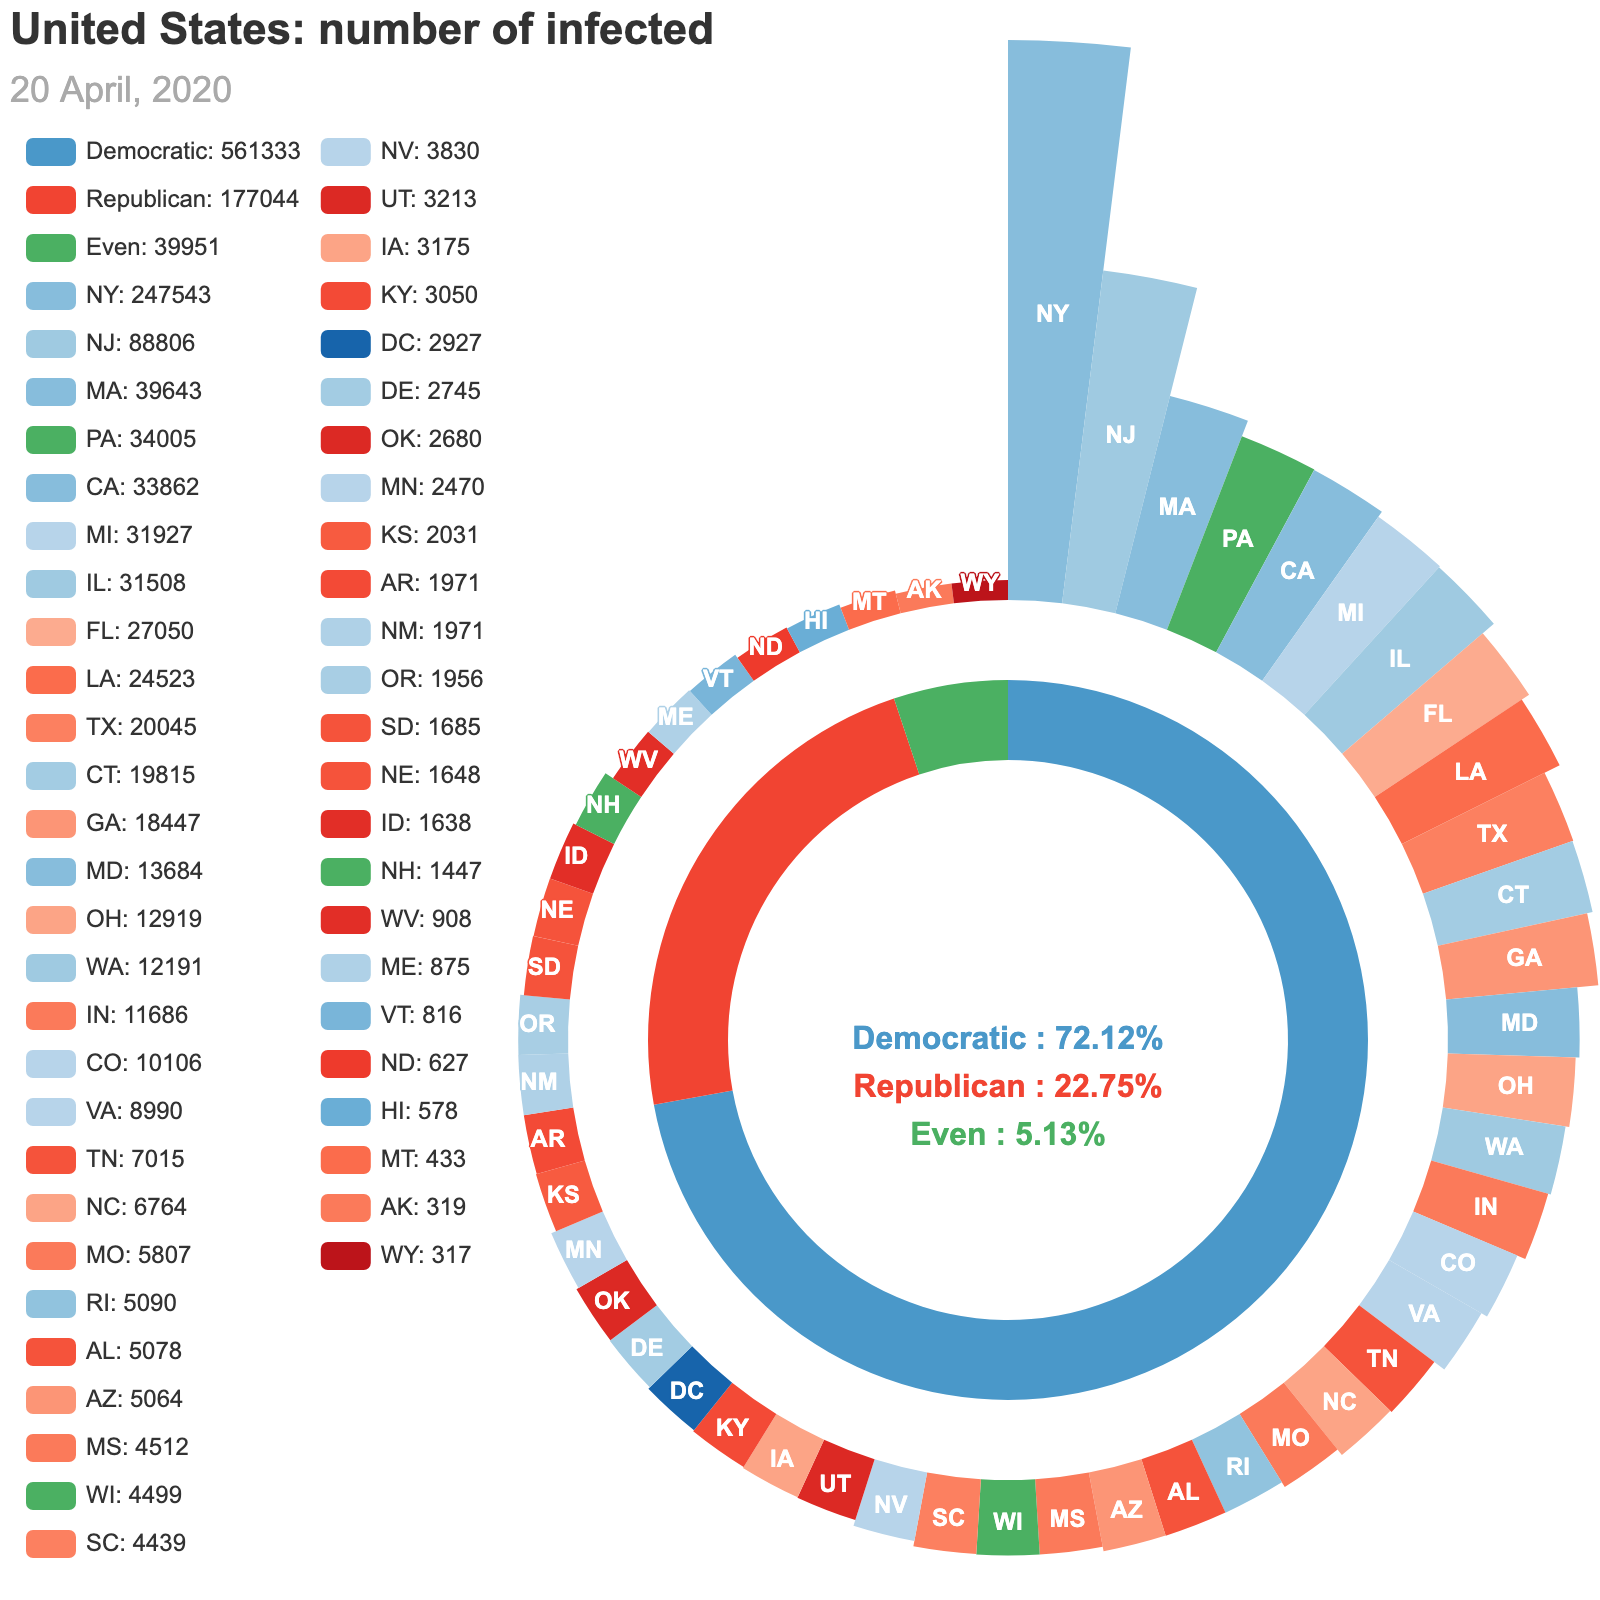 United States: number of infected
20 April, 2020
Democratic: 561333
Republican: 177044
Even: 39951
NY: 247543
NJ: 88806
MA: 39643
PA: 34005
CA: 33862
MI: 31927
IL: 31508
FL: 27050
LA: 24523
TX: 20045
CT: 19815
GA: 18447
MD: 13684
OH: 12919
WA: 12191
IN: 11686
CO: 10106
VA: 8990
TN: 7015
NC: 6764
MO: 5807
RI: 5090
AL: 5078
AZ: 5064
MS: 4512
WI: 4499
SC: 4439
NV: 3830
UT: 3213
IA: 3175
KY: 3050
DC: 2927
DE: 2745
OK: 2680
MN: 2470
KS: 2031
AR: 1971
NM: 1971
OR: 1956
SD: 1685
NE: 1648
ID: 1638
NH: 1447
WV: 908
ME: 875
VT: 816
ND: 627
HI: 578
MT: 433
AK: 319
WY: 317
NY
NJ
MA
PA
CA
MI
IL
FL
LA
TX
CT
GA
MD
OH
WA
IN
CO
VA
TN
NC
MO
RI
AL
AZ
MS
WI
SC
NV
UT
IA
KY
DC
DE
OK
MN
KS
AR
NM
OR
SD
NE
ID
NH
WV
ME
VT
ND
HI
MT
AK
WY
Democratic : 72.12%
Republican : 22.75%
Even : 5.13%